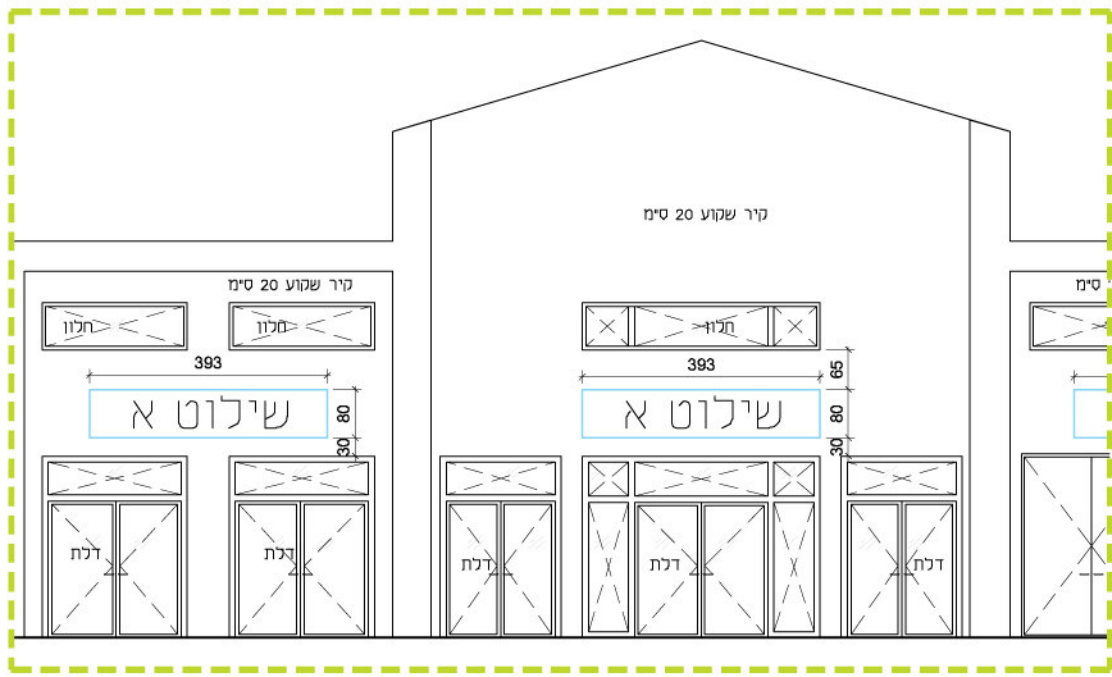 קיר שקוע 20 ס״מ
קיר שקוע 20 ס״מ
ס״מ
חלון
חלון
חלון
393
393
65
שילוט א
80
שילוט א
80
30
30
דלת
דלת
דלת
דלת
דלת